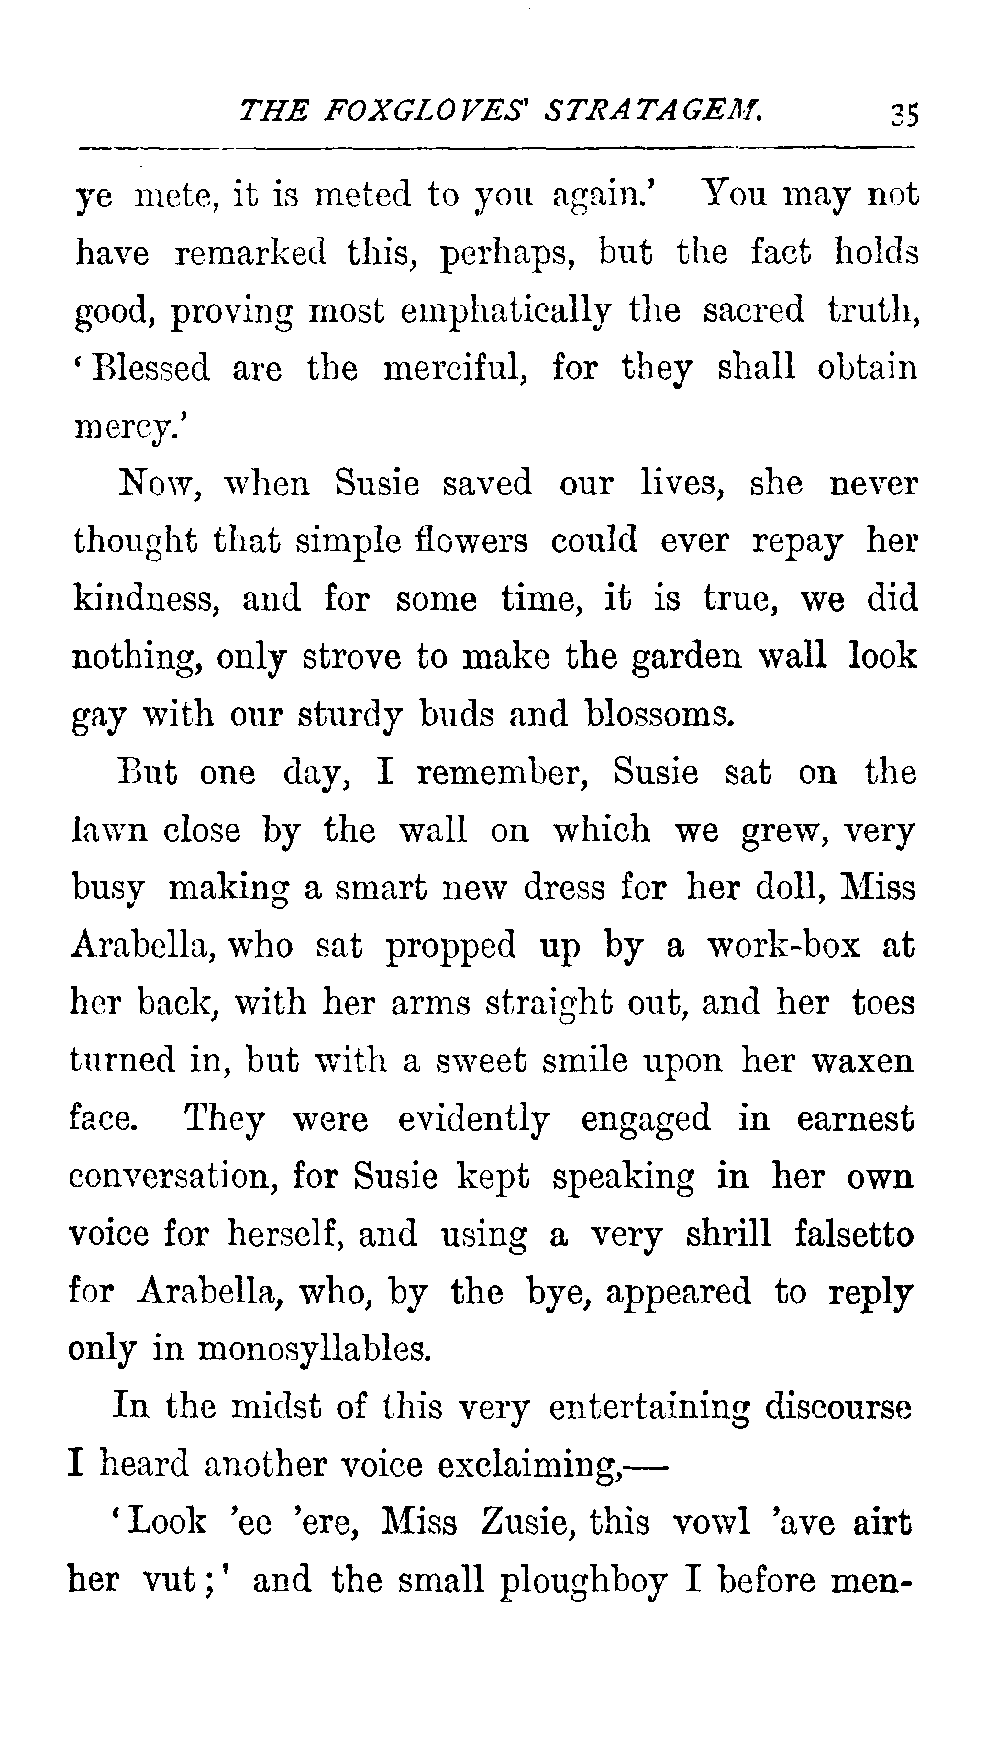 THE FOXGLOVES' STRATAGEM. 35
ye mete, it is meted to you again.' You may not
have remarked this, perhaps, but the fact holds
good, proving most emphatically the sacred truth,
'Blessed are the merciful, for they shall obtain
mercy.'
Now, when Susie saved our lives, she never
thought that simple flowers could ever repay her
kindness, and for some time, it is true, we did
nothing, only strove to make the garden wall look
gay with our sturdy buds and blossoms.
But one day, I remember, Susie sat on the
lawn close by the wall on which we grew, very
busy making a smart new dress for her doll, Miss
Arabella, who sat propped up by a work-box at
her back, with her arms straight out, and her toes
turned in, but with a sweet smile upon her waxen
face. They were evidently engaged in earnest
conversation, for Susie kept speaking in her own
voice for herself, and using a very shrill falsetto
for Arabella, who, by the bye, appeared to reply
only in monosyllables.
In the midst of this very entertaining discourse
I heard another voice exclaiming,—
'Look 'ee 'ere, Miss Zusie, this vowl 'ave airt
her vut;' and the small ploughboy I before men-